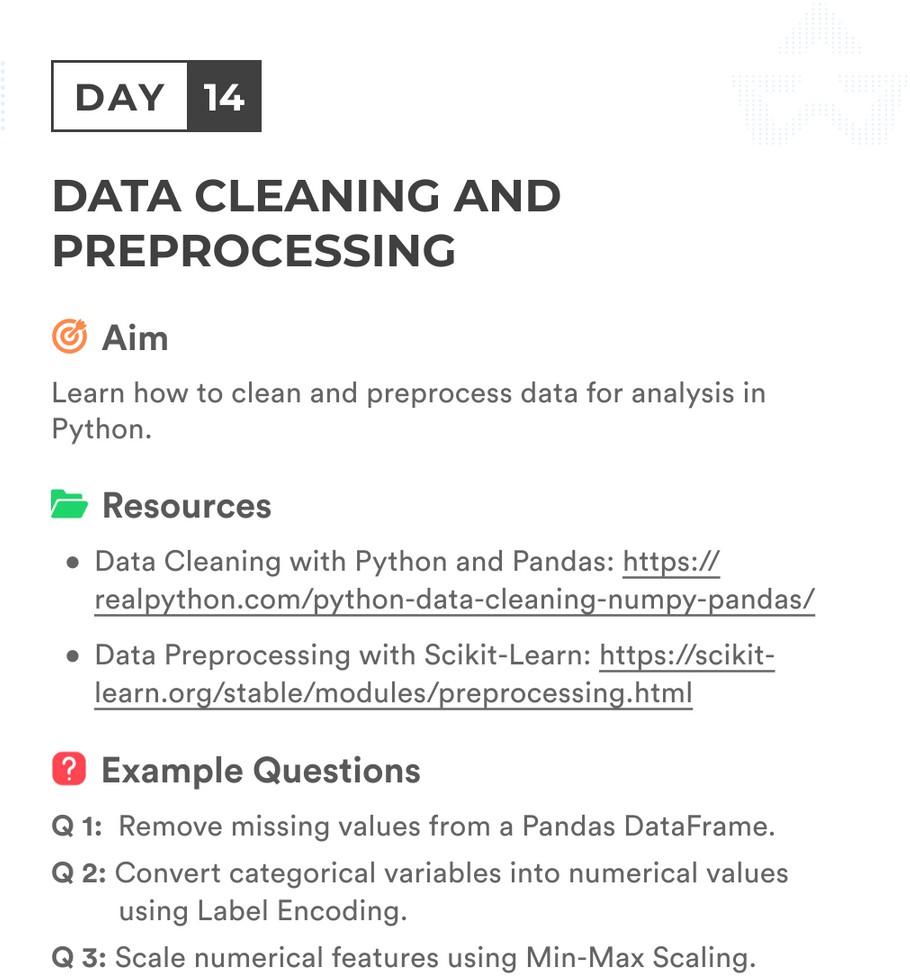 DAY 14
DATA CLEANING AND
PREPROCESSING
Aim
Learn how to clean and preprocess data for analysis in
Python.
Resources
• Data Cleaning with Python and Pandas: https://
realpython.com/python-data-cleaning-numpy-pandas/
• Data Preprocessing with Scikit-Learn: https://scikit-
learn.org/stable/modules/preprocessing.html
? Example Questions
Q 1: Remove missing values from a Pandas DataFrame.
Q 2: Convert categorical variables into numerical values
using Label Encoding.
Q 3: Scale numerical features using Min-Max Scaling.